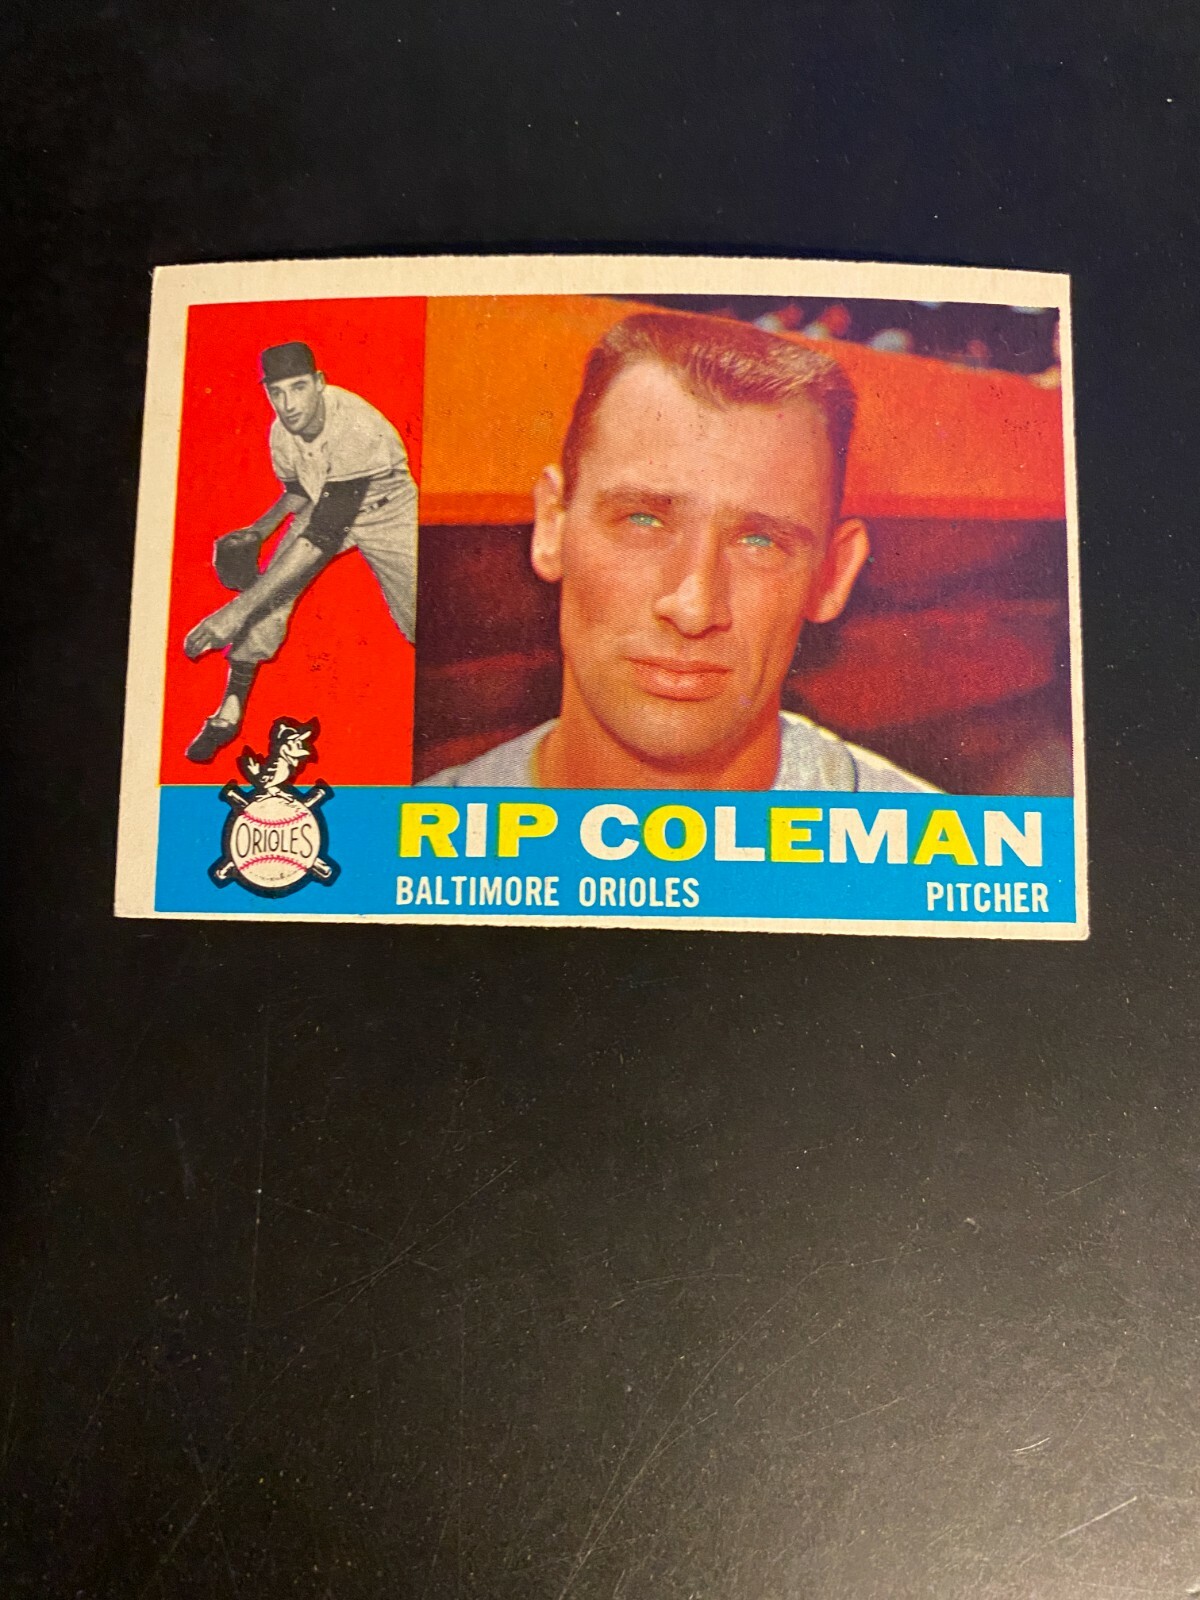 ORIOLES
RIP COLEMAN
BALTIMORE ORIOLES PITCHER